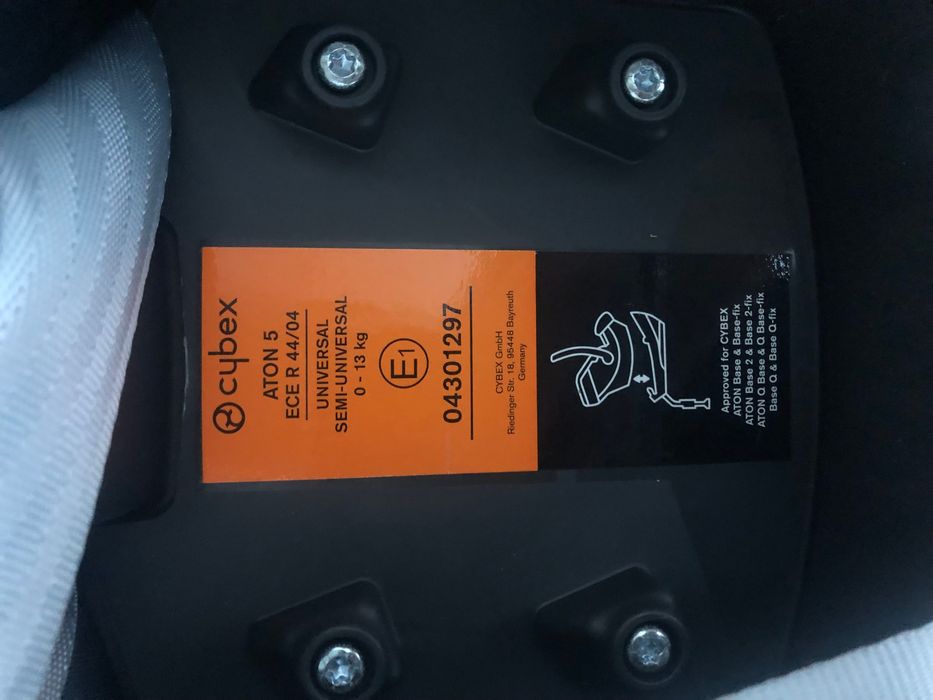 cybex
ATON 5
ECE R 44/04
UNIVERSAL
SEMI-UNIVERSAL
0 - 13 kg
E1
04301297
CYBEX GmbH
Riedinger Str. 18, 95448 Bayreuth
Germany
Approved for CYBEX
ATON Base & Base-fix
ATON Base 2 & Base 2-fix
ATON Q Base & Q Base-fix
Base Q & Base Q-fix